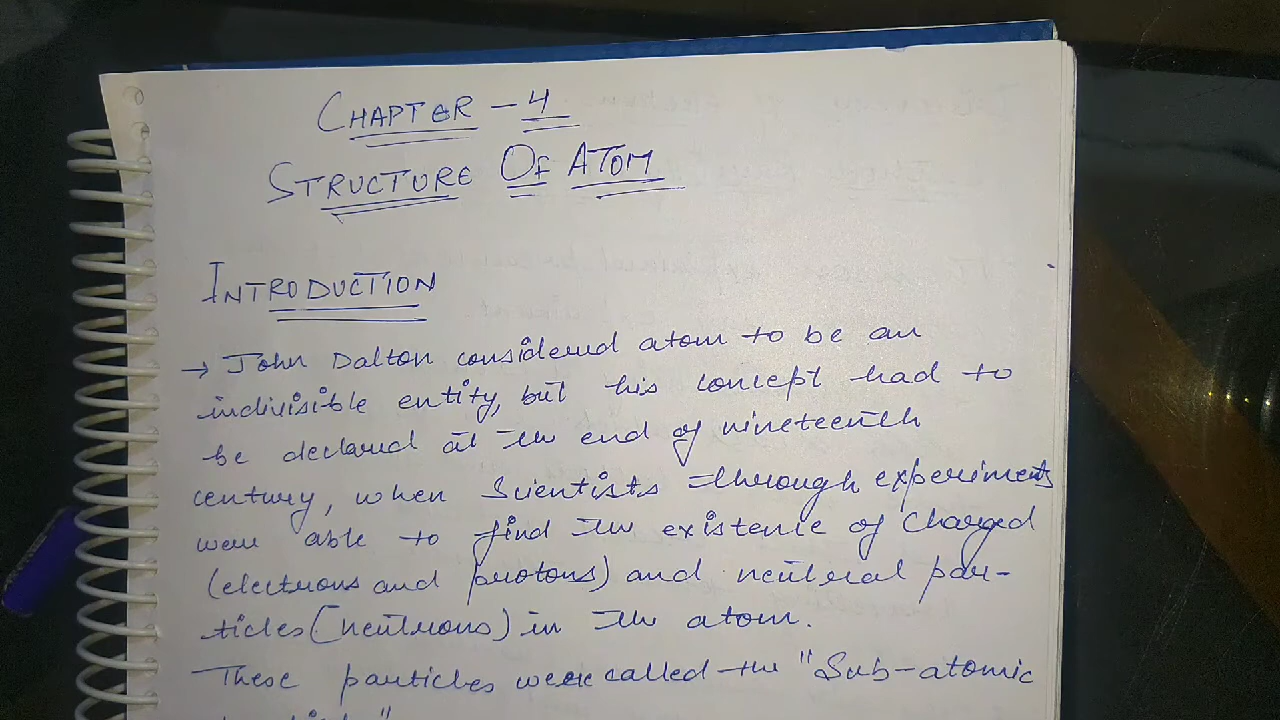 CHAPTER - 4
STRUCTURE OF ATOM
INTRODUCTION
→ John Dalton considered atom to be an
indivisible entity, but his concept had to
be declared at the end of nineteenth
century, when Scientists through experiments
were able to find the existence of Charged
(electrons and protons) and neutral par-
ticles (neutrons) in the atom.
These particles were called the "Sub-atomic